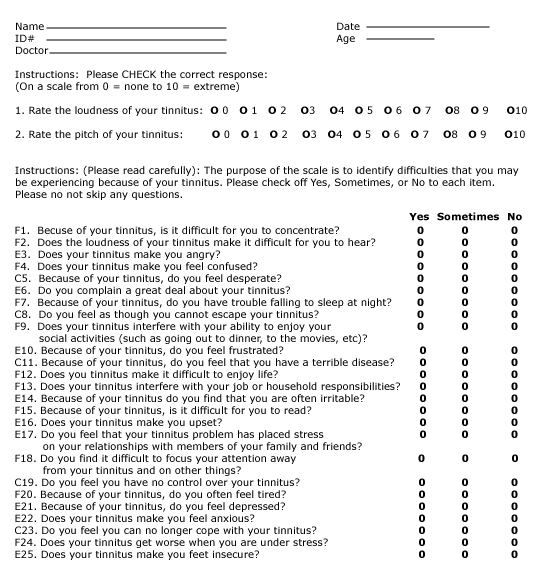 Name Date
ID# Age
Doctor
Instructions: Please CHECK the correct response:
(On a scale from 0 = none to 10 = extreme)
1. Rate the loudness of your tinnitus: O 0 O 1 O 2 O3 O4 O 5 O 6 O 7 O8 O 9 O10
2. Rate the pitch of your tinnitus: O 0 O 1 O 2 O3 O4 O 5 O 6 O 7 O8 O 9 O10
Instructions: (Please read carefully): The purpose of the scale is to identify difficulties that you may
be experiencing because of your tinnitus. Please check off Yes, Sometimes, or No to each item.
Please no not skip any questions.
Yes Sometimes No
F1. Becuse of your tinnitus, is it difficult for you to concentrate? 0 0 0
F2. Does the loudness of your tinnitus make it difficult for you to hear? 0 0 0
E3. Does your tinnitus make you angry? 0 0 0
F4. Does your tinnitus make you feel confused? 0 0 0
C5. Because of your tinnitus, do you feel desperate? 0 0 0
E6. Do you complain a great deal about your tinnitus? 0 0 0
F7. Because of your tinnitus, do you have trouble falling to sleep at night? 0 0 0
C8. Do you feel as though you cannot escape your tinnitus? 0 0 0
F9. Does your tinnitus interfere with your ability to enjoy your 0 0 0
social activities (such as going out to dinner, to the movies, etc)?
E10. Because of your tinnitus, do you feel frustrated? 0 0 0
C11. Because of your tinnitus, do you feel that you have a terrible disease? 0 0 0
F12. Does you tinnitus make it difficult to enjoy life? 0 0 0
F13. Does your tinnitus interfere with your job or household responsibilities? 0 0 0
E14. Because of your tinnitus do you find that you are often irritable? 0 0 0
F15. Because of your tinnitus, is it difficult for you to read? 0 0 0
E16. Does your tinnitus make you upset? 0 0 0
E17. Do you feel that your tinnitus problem has placed stress 0 0 0
on your relationships with members of your family and friends?
F18. Do you find it difficult to focus your attention away 0 0 0
from your tinnitus and on other things?
C19. Do you feel you have no control over your tinnitus? 0 0 0
F20. Because of your tinnitus, do you often feel tired? 0 0 0
E21. Because of your tinnitus, do you feel depressed? 0 0 0
E22. Does your tinnitus make you feel anxious? 0 0 0
C23. Do you feel you can no longer cope with your tinnitus? 0 0 0
F24. Does your tinnitus get worse when you are under stress? 0 0 0
E25. Does your tinnitus make you feet insecure? 0 0 0